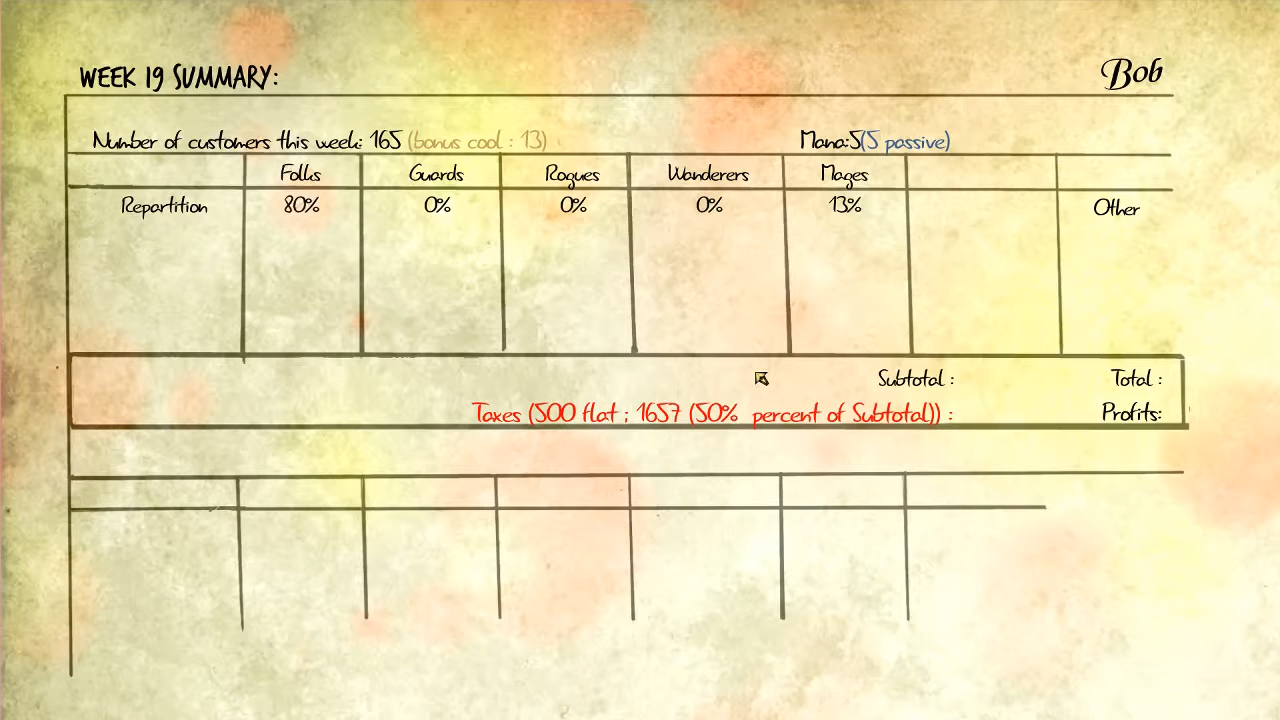 WEEK 19 SUMMARY: Bob
Number of customers this week: 165 (bonus cool : 13) Mana:5(5 passive)
Folks Guards Rogues Wanderers Mages
Repartition 80% 0% 0% 0% 13% Other
Subtotal : Total :
Taxes (500 flat ; 1657 (50% percent of Subtotal)) : Profits: